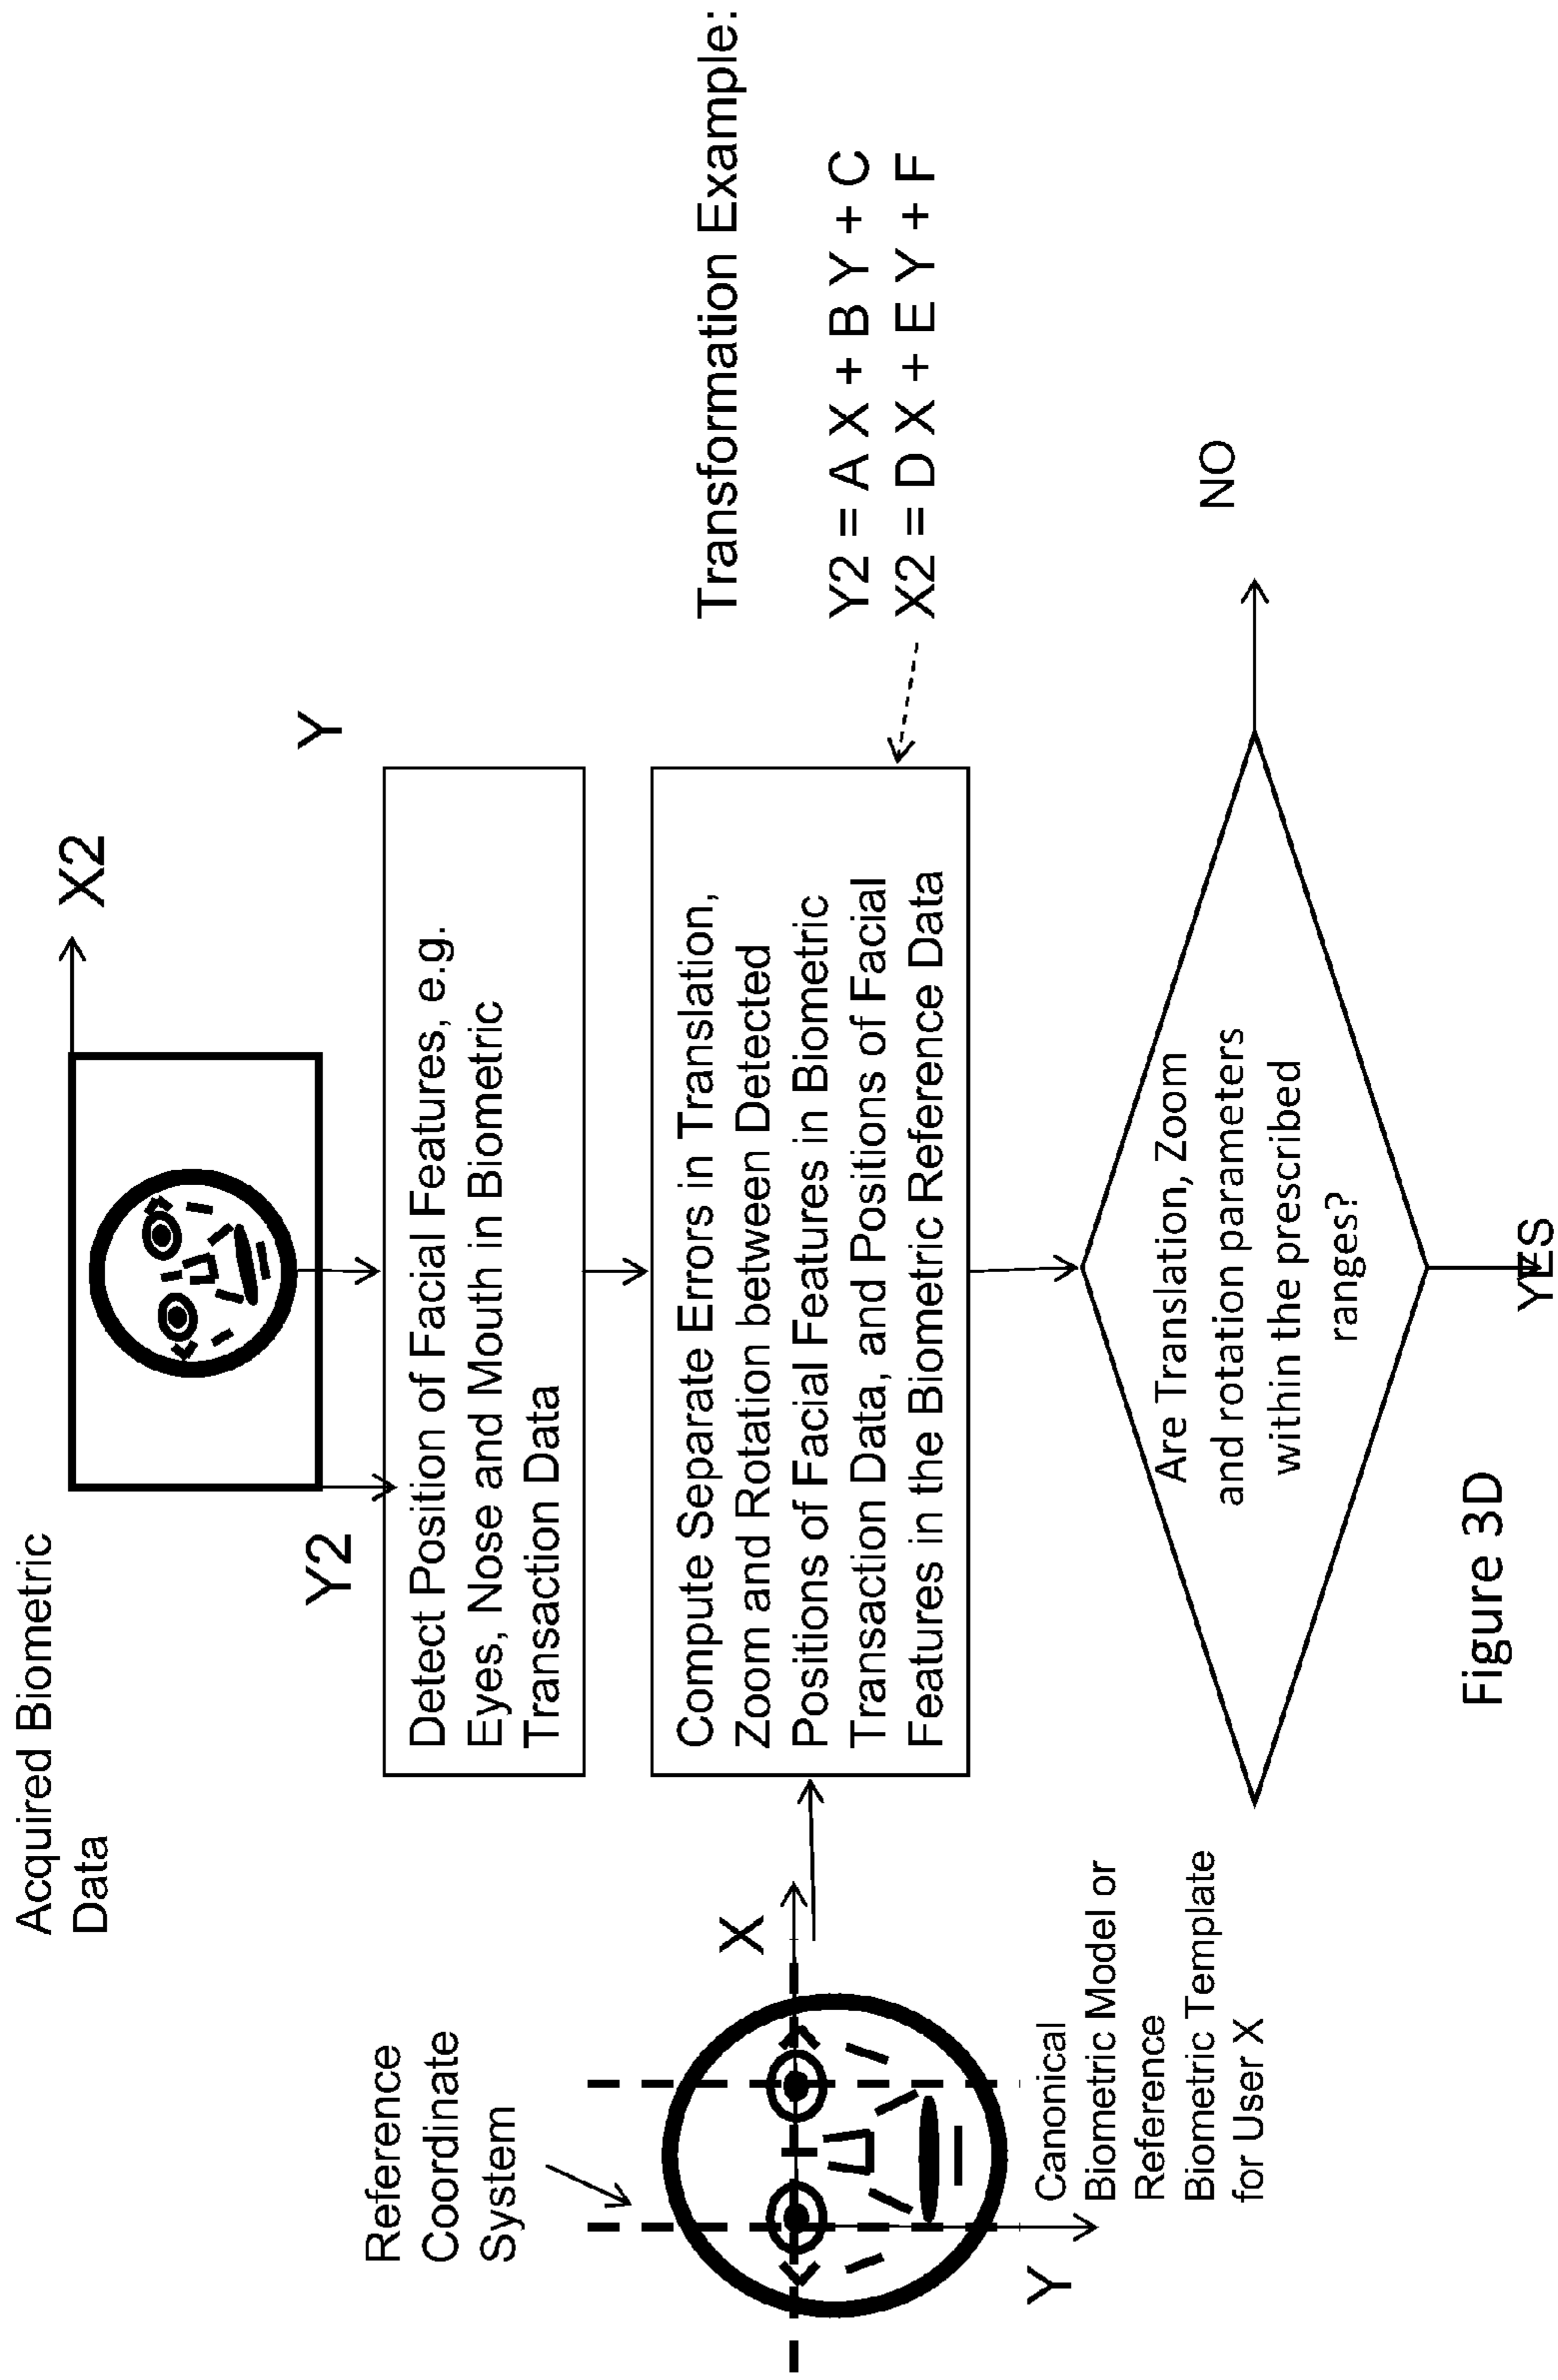 Acquired Biometric
Data
X2
Y2
Y
Detect Position of Facial Features, e.g.
Eyes, Nose and Mouth in Biometric
Transaction Data
Reference
Coordinate
System
X
Y
Canonical
Biometric Model or
Reference
Biometric Template
for User X
Compute Separate Errors in Translation,
Zoom and Rotation between Detected
Positions of Facial Features in Biometric
Transaction Data, and Positions of Facial
Features in the Biometric Reference Data
Transformation Example:
Y2 = A X + B Y + C
X2 = D X + E Y + F
Are Translation, Zoom
and rotation parameters
within the prescribed
ranges?
NO
YES
Figure 3D